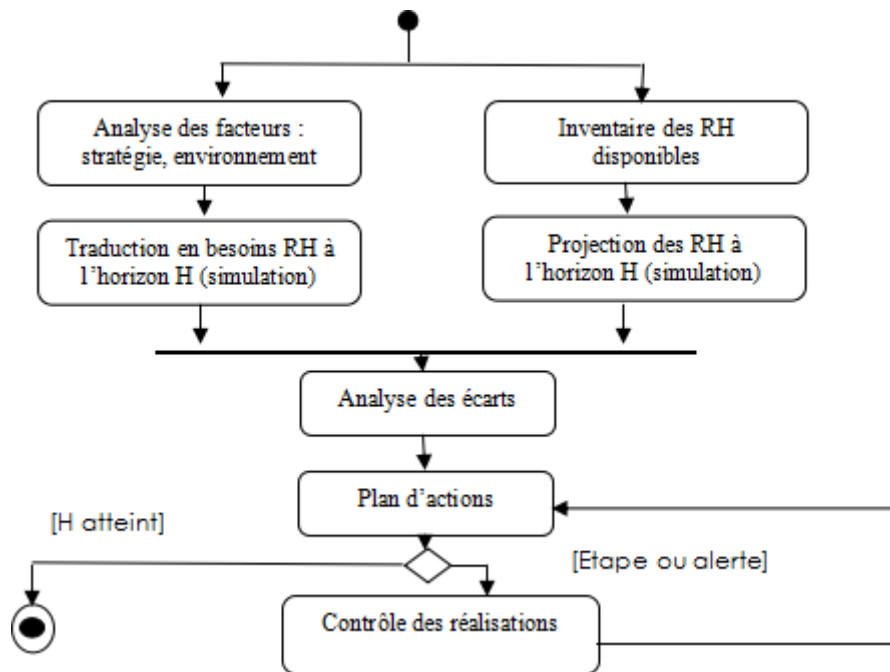 Analyse des facteurs :
stratégie, environnement
Inventaire des RH
disponibles
Traduction en besoins RH à
l'horizon H (simulation)
Projection des RH à
l'horizon H (simulation)
Analyse des écarts
Plan d'actions
[H atteint]
[Etape ou alerte]
Contrôle des réalisations